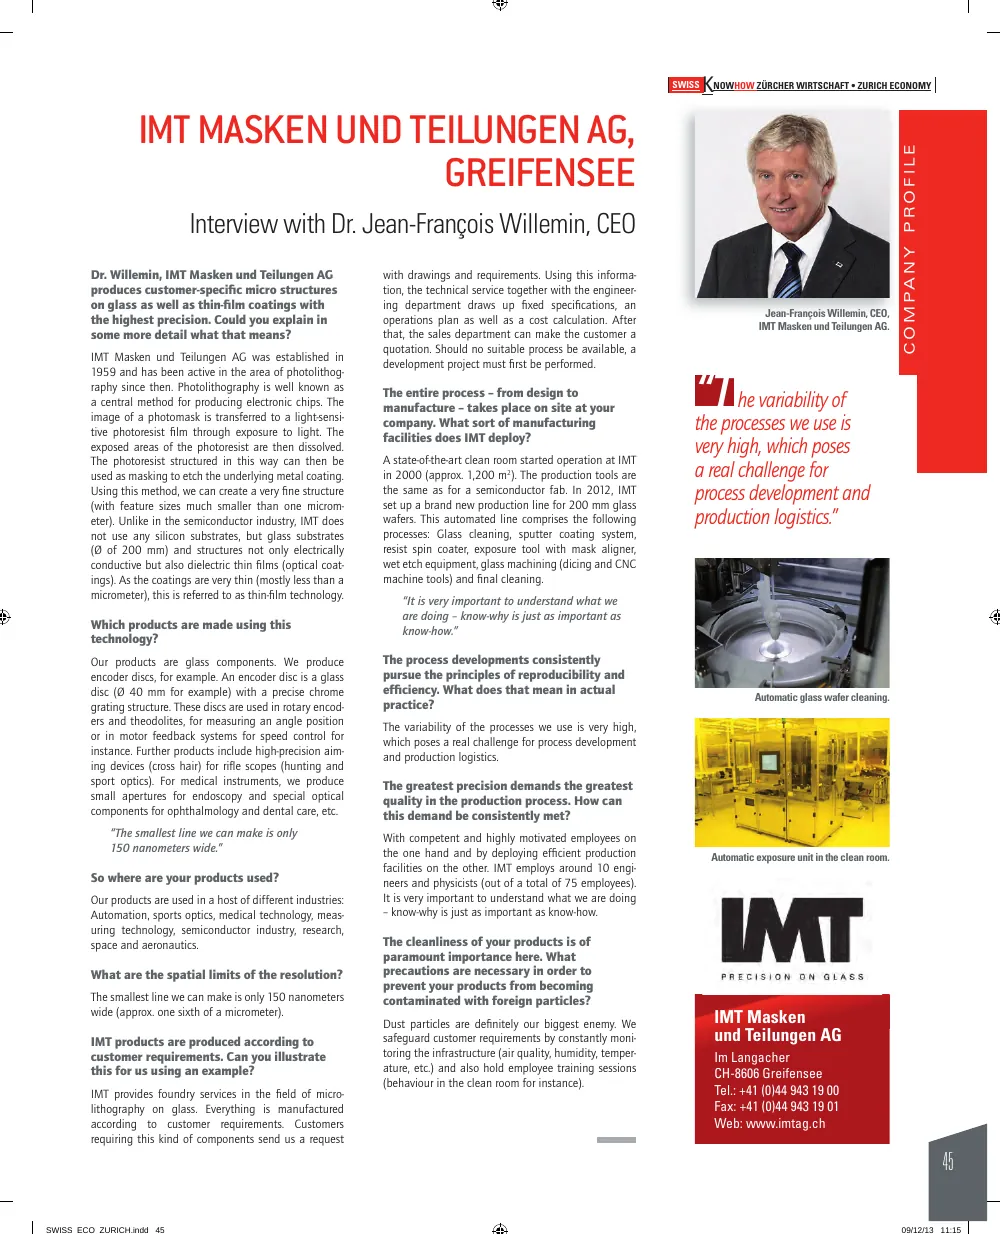 SWISS KNOWHOW ZÜRCHER WIRTSCHAFT • ZURICH ECONOMY
IMT MASKEN UND TEILUNGEN AG,
GREIFENSEE
Interview with Dr. Jean-François Willemin, CEO
Dr. Willemin, IMT Masken und Teilungen AG
produces customer-specific micro structures
on glass as well as thin-film coatings with
the highest precision. Could you explain in
some more detail what that means?
IMT Masken und Teilungen AG was established in
1959 and has been active in the area of photolithog-
raphy since then. Photolithography is well known as
a central method for producing electronic chips. The
image of a photomask is transferred to a light-sensi-
tive photoresist film through exposure to light. The
exposed areas of the photoresist are then dissolved.
The photoresist structured in this way can then be
used as masking to etch the underlying metal coating.
Using this method, we can create a very fine structure
(with feature sizes much smaller than one microm-
eter). Unlike in the semiconductor industry, IMT does
not use any silicon substrates, but glass substrates
(Ø of 200 mm) and structures not only electrically
conductive but also dielectric thin films (optical coat-
ings). As the coatings are very thin (mostly less than a
micrometer), this is referred to as thin-film technology.
Which products are made using this
technology?
Our products are glass components. We produce
encoder discs, for example. An encoder disc is a glass
disc (Ø 40 mm for example) with a precise chrome
grating structure. These discs are used in rotary encod-
ers and theodolites, for measuring an angle position
or in motor feedback systems for speed control for
instance. Further products include high-precision aim-
ing devices (cross hair) for rifle scopes (hunting and
sport optics). For medical instruments, we produce
small apertures for endoscopy and special optical
components for ophthalmology and dental care, etc.
"The smallest line we can make is only
150 nanometers wide."
So where are your products used?
Our products are used in a host of different industries:
Automation, sports optics, medical technology, meas-
uring technology, semiconductor industry, research,
space and aeronautics.
What are the spatial limits of the resolution?
The smallest line we can make is only 150 nanometers
wide (approx. one sixth of a micrometer).
IMT products are produced according to
customer requirements. Can you illustrate
this for us using an example?
IMT provides foundry services in the field of micro-
lithography on glass. Everything is manufactured
according to customer requirements. Customers
requiring this kind of components send us a request
with drawings and requirements. Using this informa-
tion, the technical service together with the engineer-
ing department draws up fixed specifications, an
operations plan as well as a cost calculation. After
that, the sales department can make the customer a
quotation. Should no suitable process be available, a
development project must first be performed.
The entire process – from design to
manufacture – takes place on site at your
company. What sort of manufacturing
facilities does IMT deploy?
A state-of-the-art clean room started operation at IMT
in 2000 (approx. 1,200 m²). The production tools are
the same as for a semiconductor fab. In 2012, IMT
set up a brand new production line for 200 mm glass
wafers. This automated line comprises the following
processes: Glass cleaning, sputter coating system,
resist spin coater, exposure tool with mask aligner,
wet etch equipment, glass machining (dicing and CNC
machine tools) and final cleaning.
"It is very important to understand what we
are doing – know-why is just as important as
know-how."
The process developments consistently
pursue the principles of reproducibility and
efficiency. What does that mean in actual
practice?
The variability of the processes we use is very high,
which poses a real challenge for process development
and production logistics.
The greatest precision demands the greatest
quality in the production process. How can
this demand be consistently met?
With competent and highly motivated employees on
the one hand and by deploying efficient production
facilities on the other. IMT employs around 10 engi-
neers and physicists (out of a total of 75 employees).
It is very important to understand what we are doing
– know-why is just as important as know-how.
The cleanliness of your products is of
paramount importance here. What
precautions are necessary in order to
prevent your products from becoming
contaminated with foreign particles?
Dust particles are definitely our biggest enemy. We
safeguard customer requirements by constantly moni-
toring the infrastructure (air quality, humidity, temper-
ature, etc.) and also hold employee training sessions
(behaviour in the clean room for instance).
Jean-François Willemin, CEO,
IMT Masken und Teilungen AG.
COMPANY PROFILE
"The variability of
the processes we use is
very high, which poses
a real challenge for
process development and
production logistics."
Automatic glass wafer cleaning.
Automatic exposure unit in the clean room.
IMT
PRECISION ON GLASS
IMT Masken
und Teilungen AG
Im Langacher
CH-8606 Greifensee
Tel.: +41 (0)44 943 19 00
Fax: +41 (0)44 943 19 01
Web: www.imtag.ch
45
SWISS_ECO_ZURICH.indd 45
09/12/13 11:15